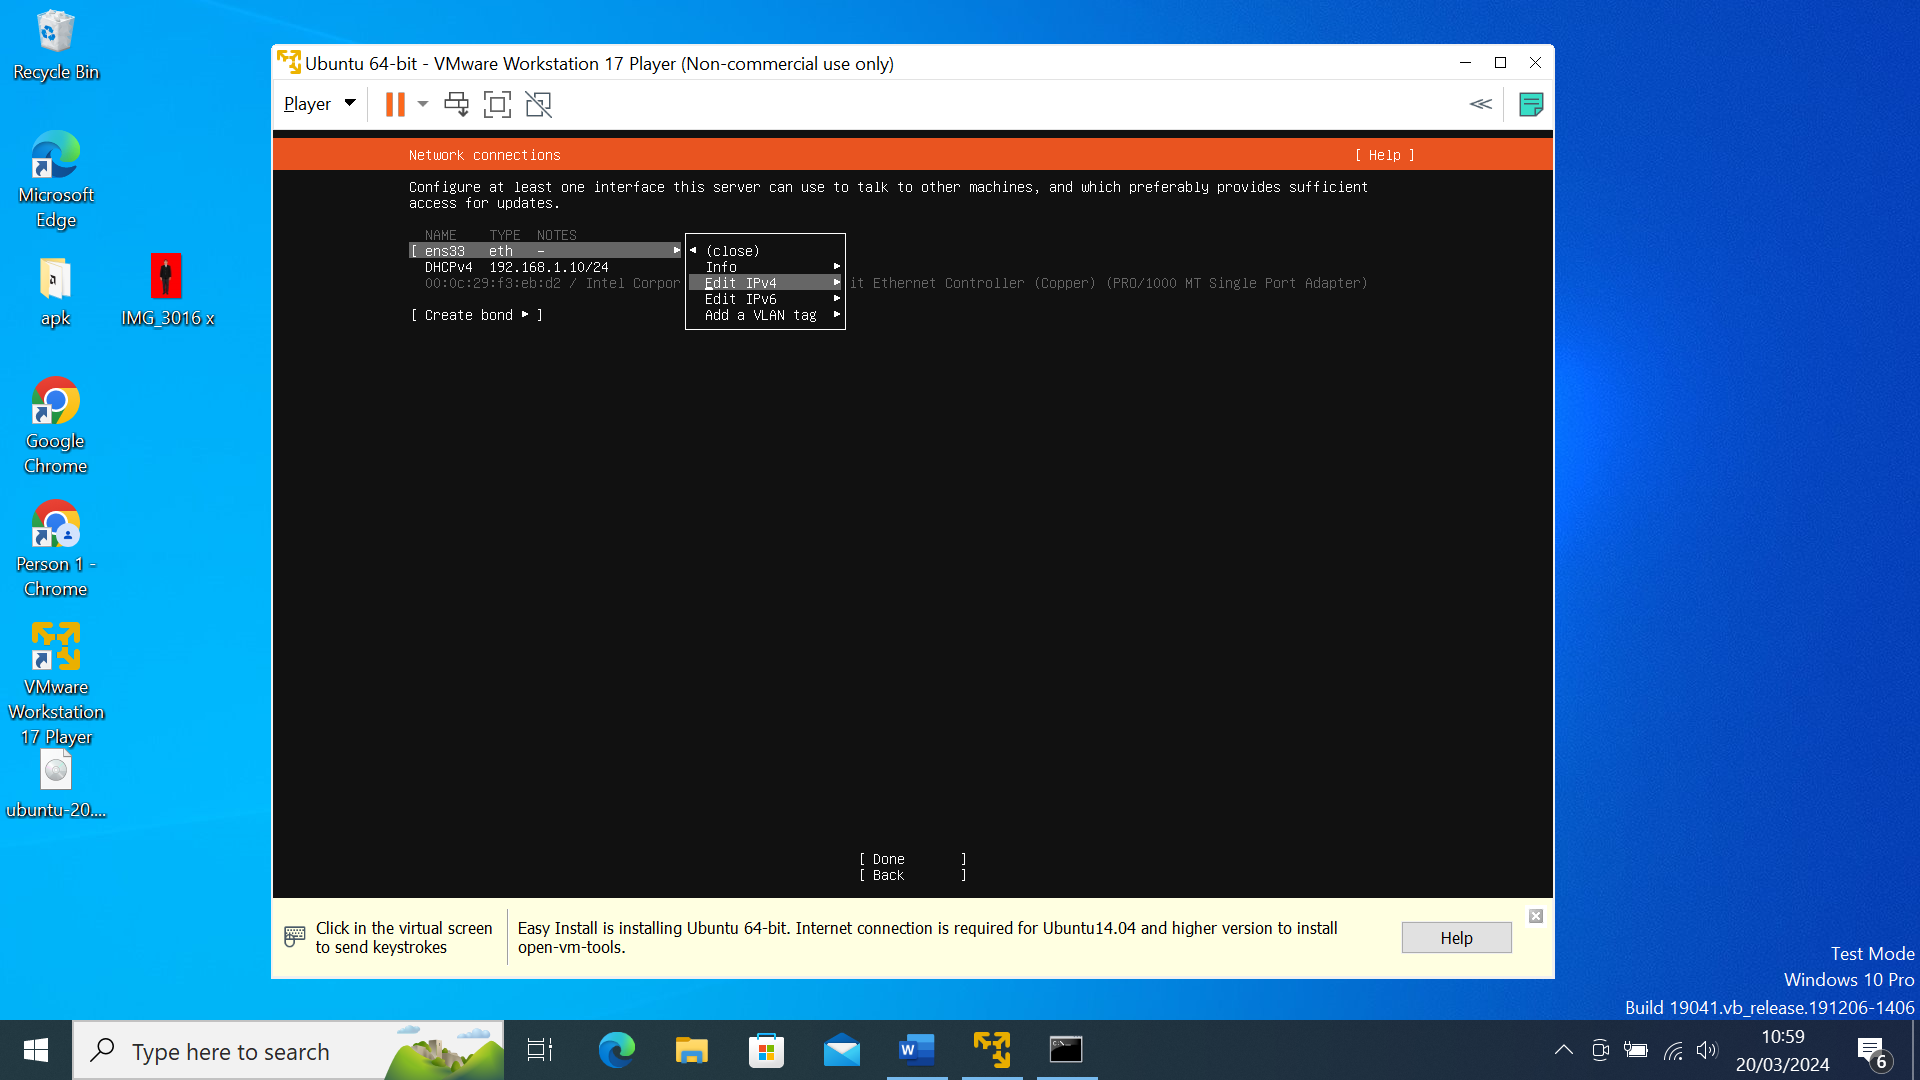 Recycle Bin
Microsoft
Edge
apk
IMG_3016 x
Google
Chrome
Person 1 -
Chrome
VMware
Workstation
17 Player
ubuntu-20....
Ubuntu 64-bit - VMware Workstation 17 Player (Non-commercial use only)
Player
Network connections [ Help ]
Configure at least one interface this server can use to talk to other machines, and which preferably provides sufficient
access for updates.
NAME TYPE NOTES
[ ens33 eth - ▸ ◂ (close)
DHCPv4 192.168.1.10/24 Info ▸
00:0c:29:f3:eb:d2 / Intel Corpor Edit IPv4 ▸ it Ethernet Controller (Copper) (PRO/1000 MT Single Port Adapter)
Edit IPv6 ▸
[ Create bond ▸ ] Add a VLAN tag ▸
[ Done ]
[ Back ]
Click in the virtual screen
to send keystrokes
Easy Install is installing Ubuntu 64-bit. Internet connection is required for Ubuntu14.04 and higher version to install
open-vm-tools.
Help
Test Mode
Windows 10 Pro
Build 19041.vb_release.191206-1406
Type here to search
W
10:59
20/03/2024
6